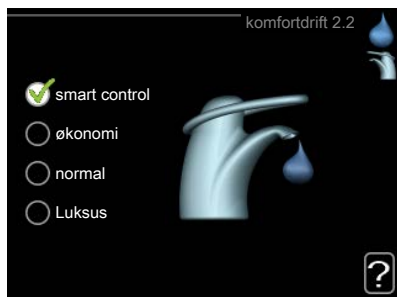 komfortdrift 2.2
smart control
økonomi
normal
Luksus
?